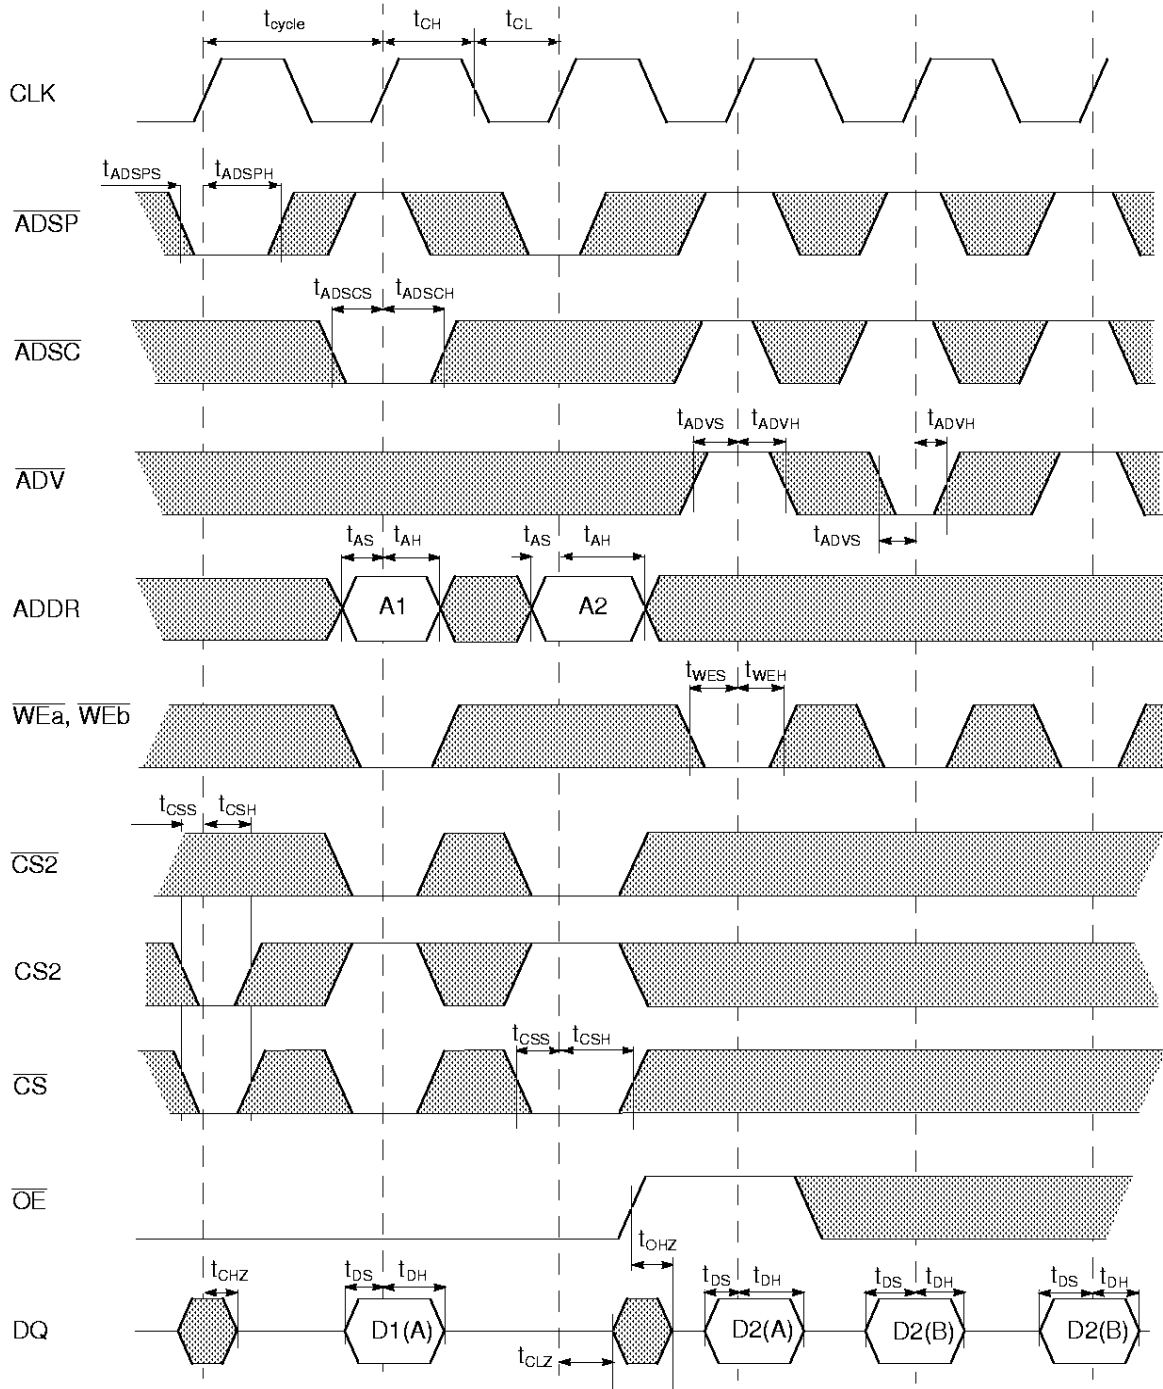 tcycle tCH tCL
CLK
tADSPS tADSPH
ADSP
tADSCS tADSCH
ADSC
tADVS tADVH tADVH
ADV
tADVS
tAS tAH tAS tAH
ADDR A1 A2
tWES tWEH
WEa, WEb
tCSS tCSH
CS2
CS2
tCSS tCSH
CS
OE
tOHZ
tCHZ tDS tDH tDS tDH tDS tDH tDS tDH
DQ D1(A) D2(A) D2(B) D2(B)
tCLZ